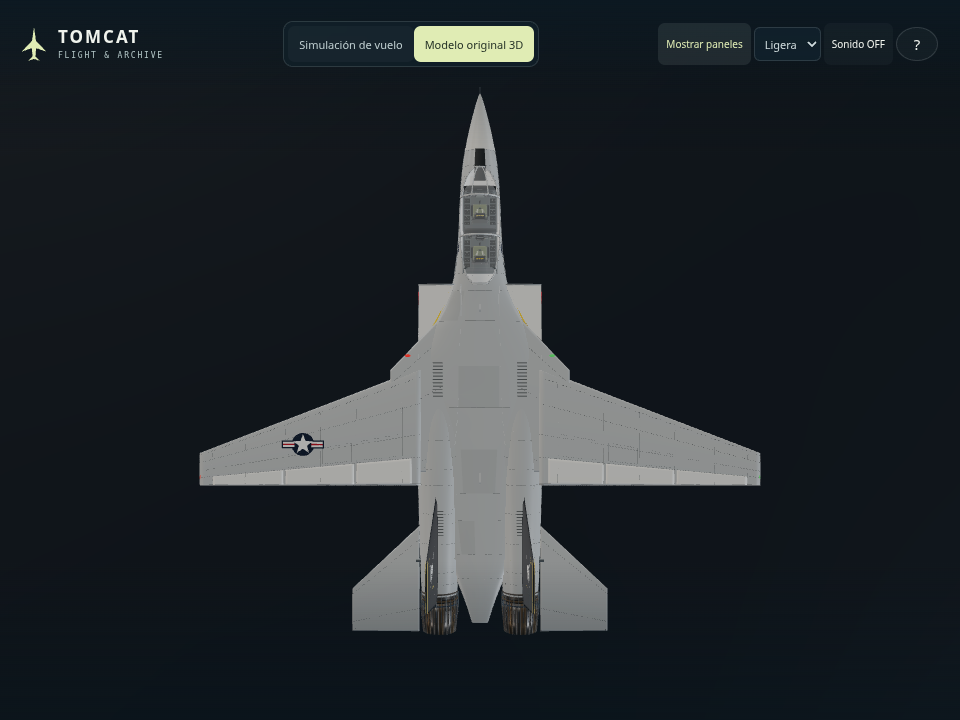 TOMCAT
FLIGHT & ARCHIVE
Simulación de vuelo
Modelo original 3D
Mostrar paneles
Ligera
Sonido OFF
?